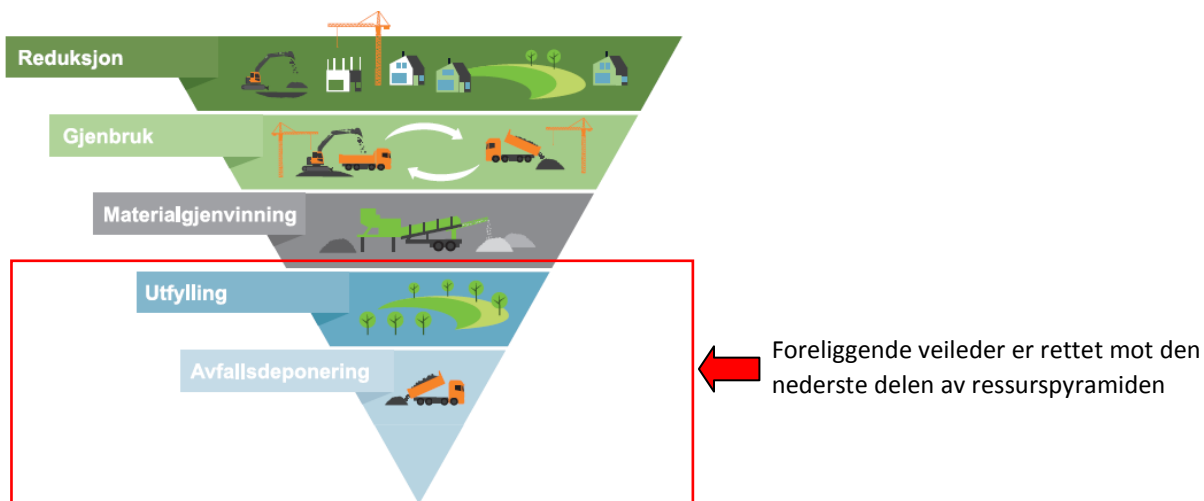 Reduksjon
Gjenbruk
Materialgjenvinning
Utfylling
Avfallsdeponering
Foreliggende veileder er rettet mot den
nederste delen av ressurspyramiden